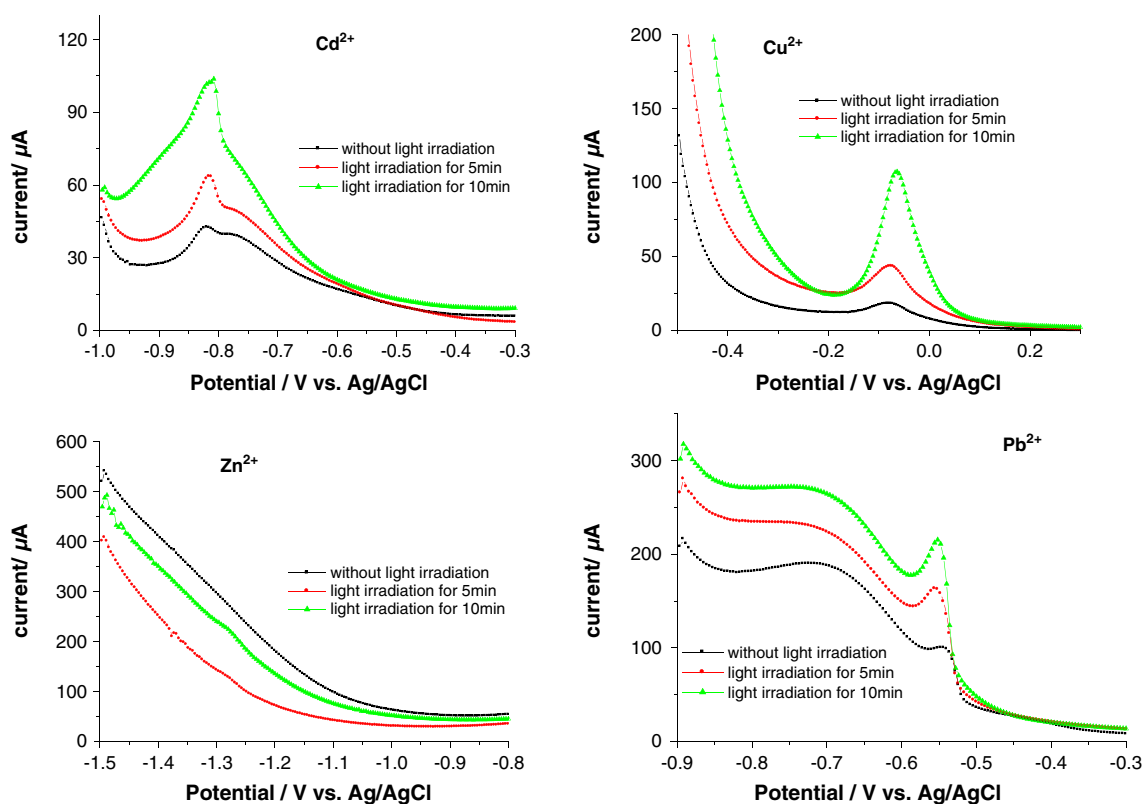 Cd2+
current/ µA
120
90
60
30
0
without light irradiation
light irradiation for 5min
light irradiation for 10min
-1.0 -0.9 -0.8 -0.7 -0.6 -0.5 -0.4 -0.3
Potential / V vs. Ag/AgCl
Cu2+
current/ µA
200
150
100
50
0
without light irradiation
light irradiation for 5min
light irradiation for 10min
-0.4 -0.2 0.0 0.2
Potential / V vs. Ag/AgCl
Zn2+
current/ µA
600
500
400
300
200
100
0
without light irradiation
light irradiation for 5min
light irradiation for 10min
-1.5 -1.4 -1.3 -1.2 -1.1 -1.0 -0.9 -0.8
Potential / V vs. Ag/AgCl
Pb2+
current/ µA
300
200
100
0
without light irradiation
light irradiation for 5min
light irradiation for 10min
-0.9 -0.8 -0.7 -0.6 -0.5 -0.4 -0.3
Potential / V vs. Ag/AgCl